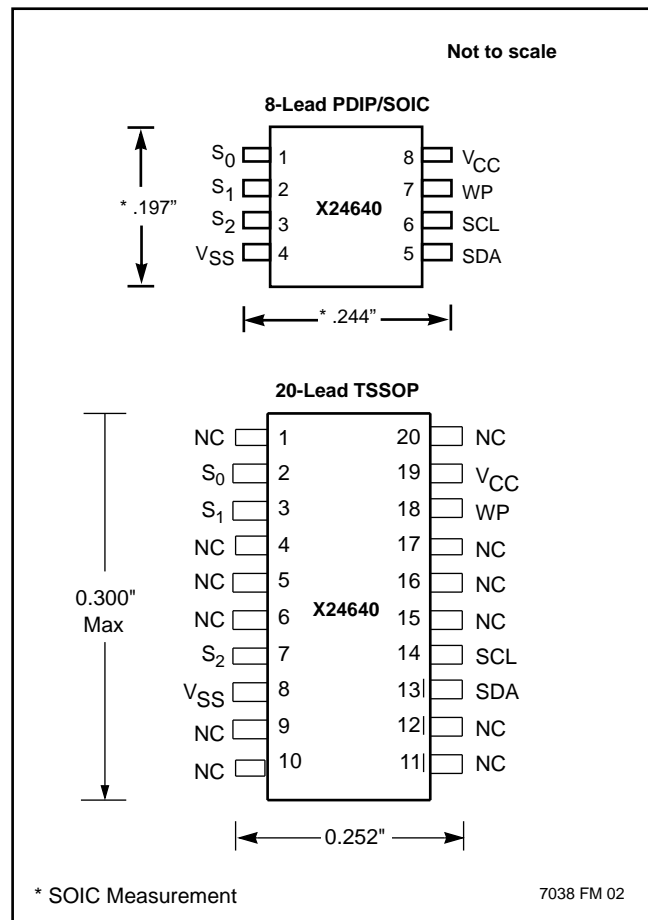 Not to scale
8-Lead PDIP/SOIC
S0 1 8 VCC
S1 2 7 WP
* .197” X24640
S2 3 6 SCL
VSS 4 5 SDA
* .244”
20-Lead TSSOP
NC 1 20 NC
S0 2 19 VCC
S1 3 18 WP
NC 4 17 NC
NC 5 16 NC
0.300" Max
NC 6 X24640 15 NC
S2 7 14 SCL
VSS 8 13 SDA
NC 9 12 NC
NC 10 11 NC
0.252"
* SOIC Measurement
7038 FM 02